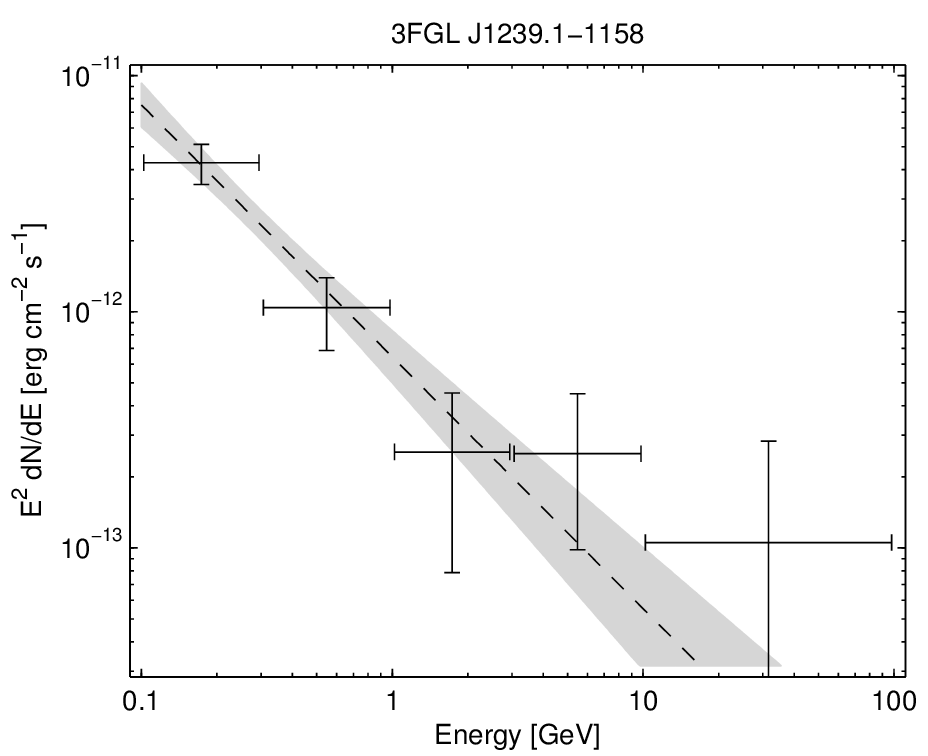 3FGL J1239.1−1158
10⁻¹¹
10⁻¹²
10⁻¹³
E² dN/dE [erg cm⁻² s⁻¹]
0.1 1 10 100
Energy [GeV]